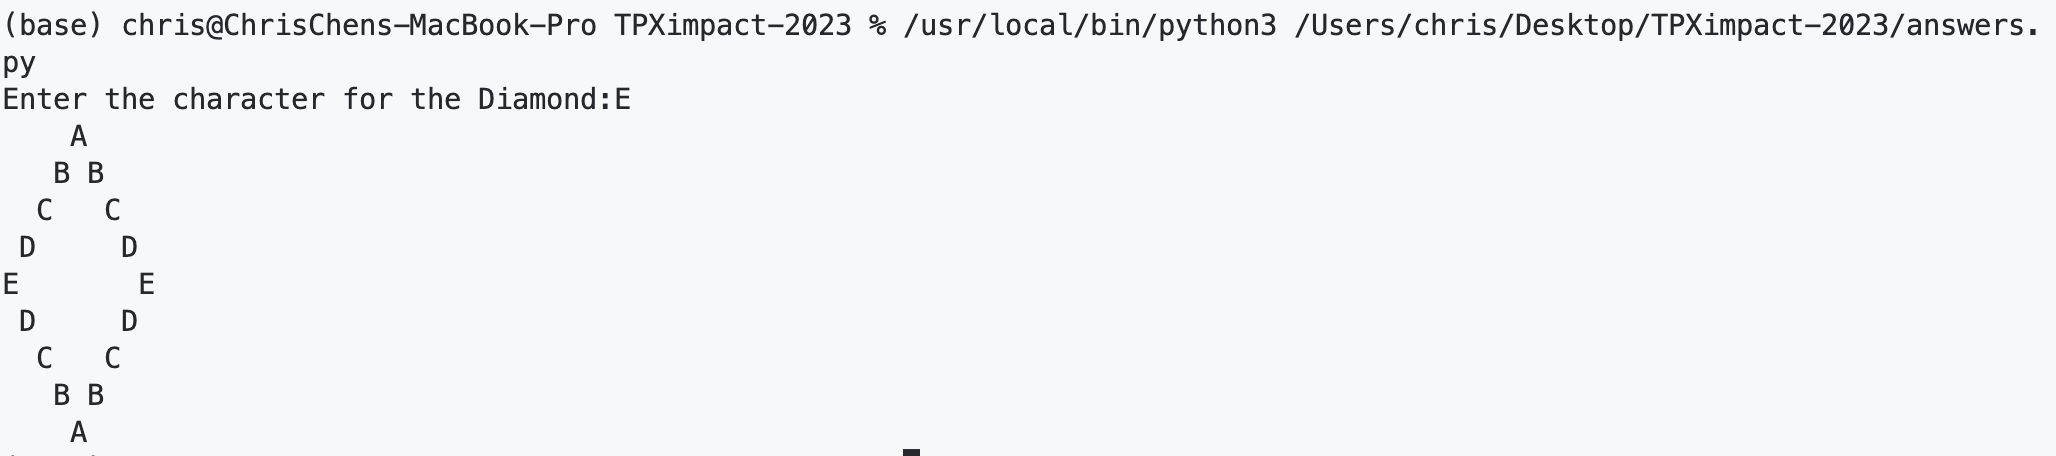 (base) chris@ChrisChens-MacBook-Pro TPXimpact-2023 % /usr/local/bin/python3 /Users/chris/Desktop/TPXimpact-2023/answers.
py
Enter the character for the Diamond:E
    A
   B B
  C   C
 D     D
E       E
 D     D
  C   C
   B B
    A